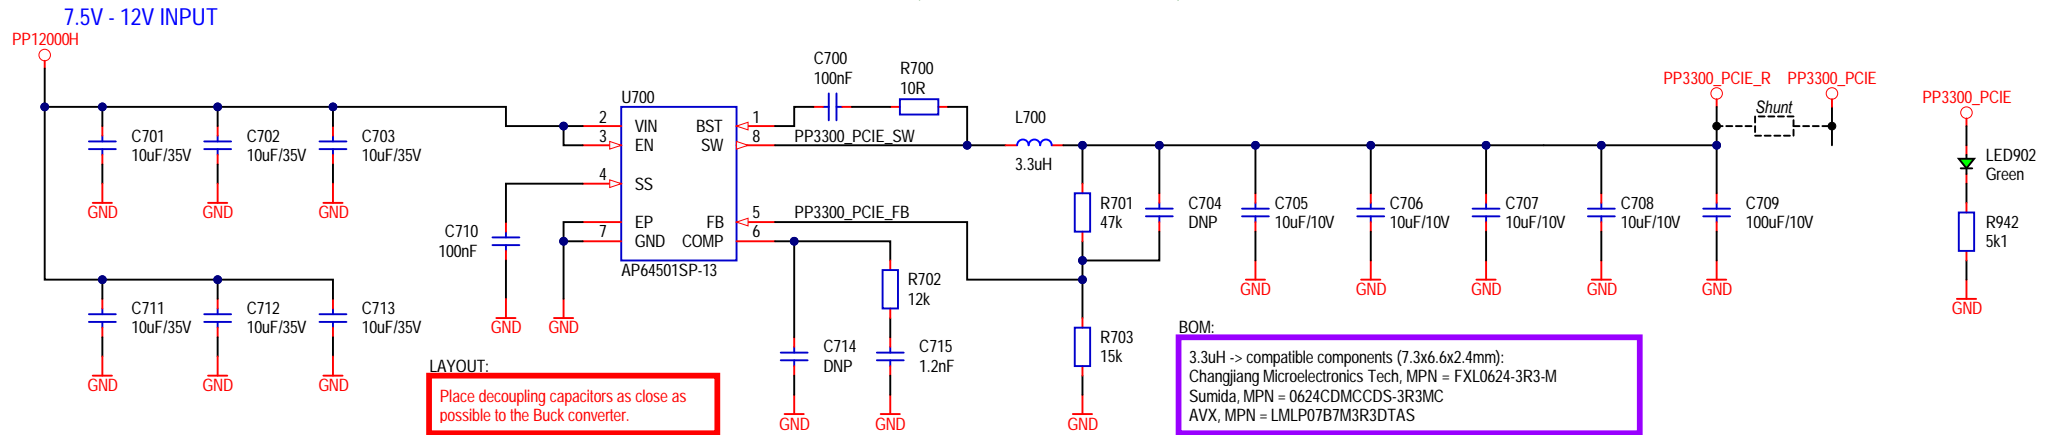 7.5V - 12V INPUT
PP12000H
C701
10uF/35V
C702
10uF/35V
C703
10uF/35V
GND
GND
GND
C711
10uF/35V
C712
10uF/35V
C713
10uF/35V
GND
GND
GND
U700
2
VIN
3
EN
4
SS
EP
7
GND
BST
1
SW
8
FB
5
COMP
6
AP64501SP-13
C710
100nF
GND
GND
C700
100nF
R700
10R
PP3300_PCIE_SW
PP3300_PCIE_FB
L700
3.3uH
R702
12k
C714
DNP
C715
1.2nF
GND
GND
R701
47k
C704
DNP
R703
15k
GND
C705
10uF/10V
C706
10uF/10V
C707
10uF/10V
C708
10uF/10V
C709
100uF/10V
GND
GND
GND
GND
GND
PP3300_PCIE_R
PP3300_PCIE
Shunt
PP3300_PCIE
LED902
Green
R942
5k1
GND
LAYOUT:
Place decoupling capacitors as close as
possible to the Buck converter.
BOM:
3.3uH -> compatible components (7.3x6.6x2.4mm):
Changjiang Microelectronics Tech, MPN = FXL0624-3R3-M
Sumida, MPN = 0624CDMCCDS-3R3MC
AVX, MPN = LMLP07B7M3R3DTAS